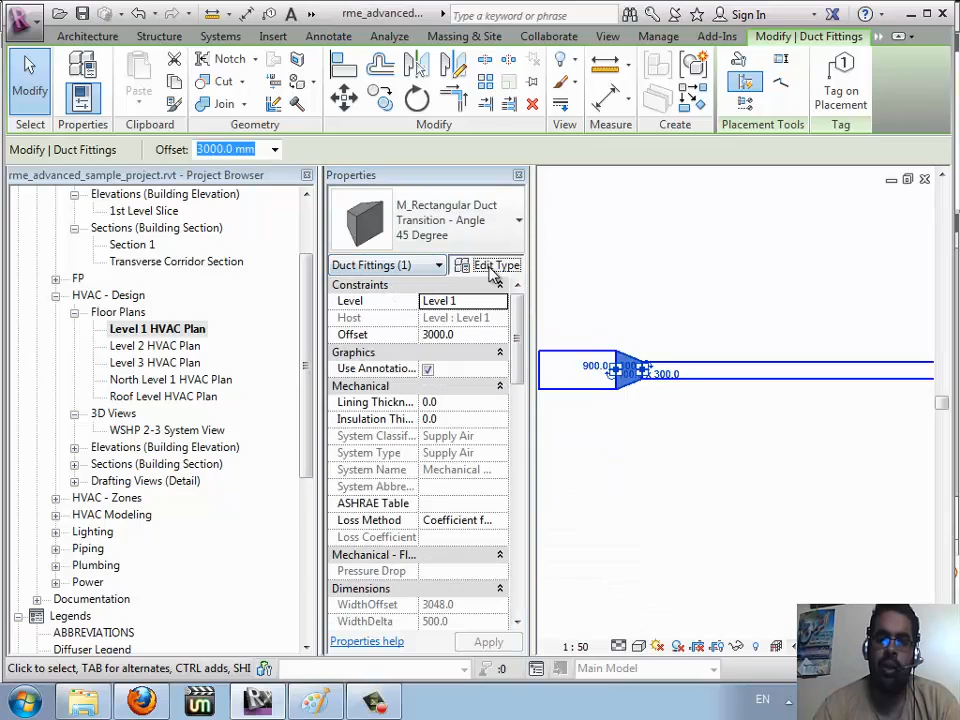 rme_advanced...
Type a keyword or phrase
Sign In
Architecture Structure Systems Insert Annotate Analyze Massing & Site Collaborate View Manage Add-Ins Modify | Duct Fittings
Modify
Paste
Notch
Cut
Join
Tag on Placement
Select Properties Clipboard Geometry Modify View Measure Create Placement Tools Tag
Modify | Duct Fittings Offset: 3000.0 mm
rme_advanced_sample_project.rvt - Project Browser
Elevations (Building Elevation)
1st Level Slice
Sections (Building Section)
Section 1
Transverse Corridor Section
FP
HVAC - Design
Floor Plans
Level 1 HVAC Plan
Level 2 HVAC Plan
Level 3 HVAC Plan
North Level 1 HVAC Plan
Roof Level HVAC Plan
3D Views
WSHP 2-3 System View
Elevations (Building Elevation)
Sections (Building Section)
Drafting Views (Detail)
HVAC - Zones
HVAC Modeling
Lighting
Piping
Plumbing
Power
Documentation
Legends
ABBREVIATIONS
Diffuser Legend
Properties
M_Rectangular Duct
Transition - Angle
45 Degree
Duct Fittings (1) Edit Type
Constraints
Level Level 1
Host Level : Level 1
Offset 3000.0
Graphics
Use Annotatio...
Mechanical
Lining Thickn... 0.0
Insulation Thi... 0.0
System Classif... Supply Air
System Type Supply Air
System Name Mechanical ...
System Abbre...
ASHRAE Table
Loss Method Coefficient f...
Loss Coefficient
Mechanical - Fl...
Pressure Drop
Dimensions
WidthOffset 3048.0
WidthDelta 500.0
Properties help Apply
900.0
x 300.0
1 : 50
Click to select, TAB for alternates, CTRL adds, SHI
:0
Main Model
EN